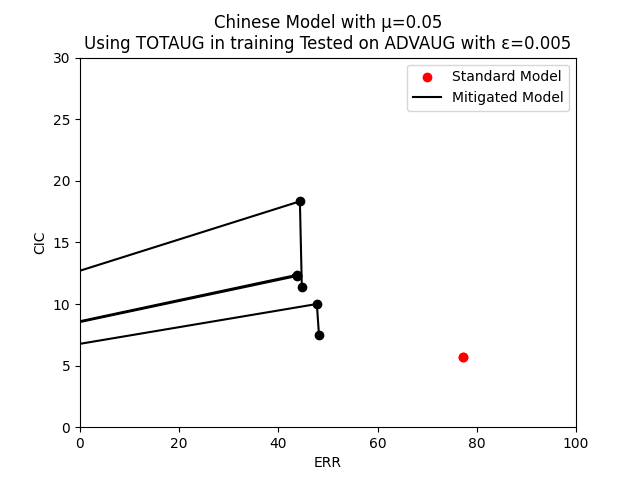 Chinese Model with μ=0.05
Using TOTAUG in training Tested on ADVAUG with ε=0.005
Standard Model
Mitigated Model
30
25
20
15
10
5
0
CIC
0 20 40 60 80 100
ERR